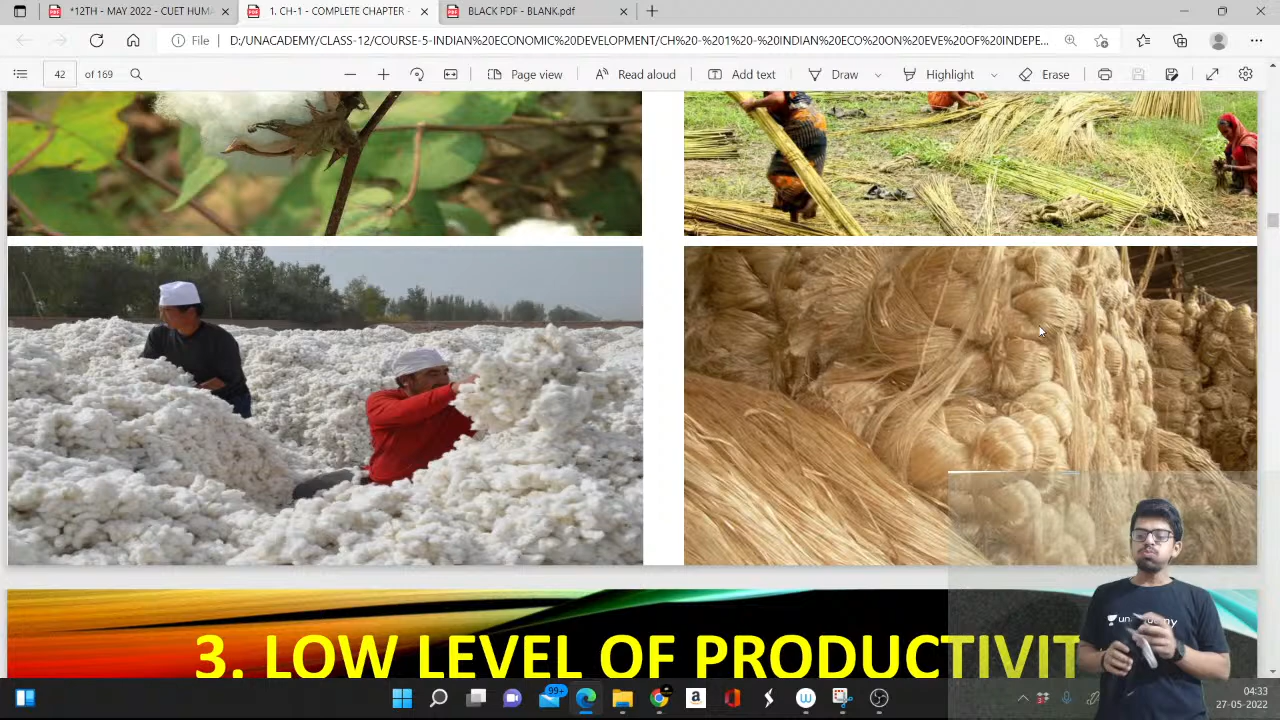 *12TH - MAY 2022 - CUET HUMA
1. CH-1 - COMPLETE CHAPTER -
BLACK PDF - BLANK.pdf
File
D:/UNACADEMY/CLASS-12/COURSE-5-INDIAN%20ECONOMIC%20DEVELOPMENT/CH%20-%201%20-%20INDIAN%20ECO%20ON%20EVE%20OF%20INDEPE...
42 of 169
Page view
Read aloud
Add text
Draw
Highlight
Erase
3. LOW LEVEL OF PRODUCTIVIT
99+
04:33
27-05-2022